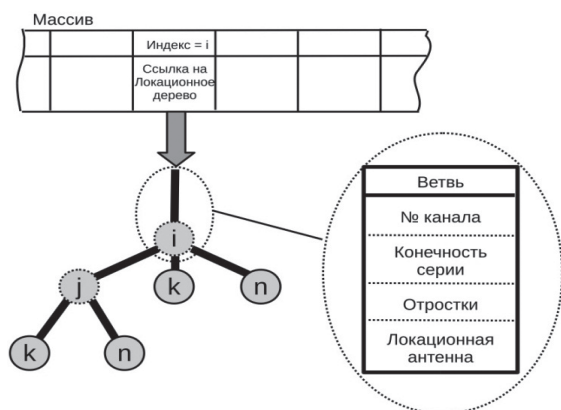 Массив
Индекс = i
Ссылка на
Локационное
дерево
Ветвь
№ канала
i
Конечность
серии
j
k
n
Отростки
k
n
Локационная
антенна